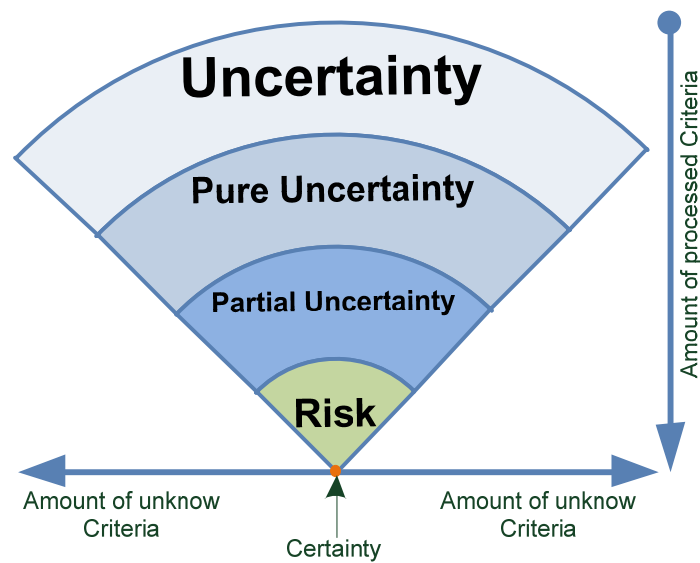 Uncertainty
Pure Uncertainty
Partial Uncertainty
Risk
Amount of processed Criteria
Amount of unknow
Criteria
Amount of unknow
Criteria
Certainty